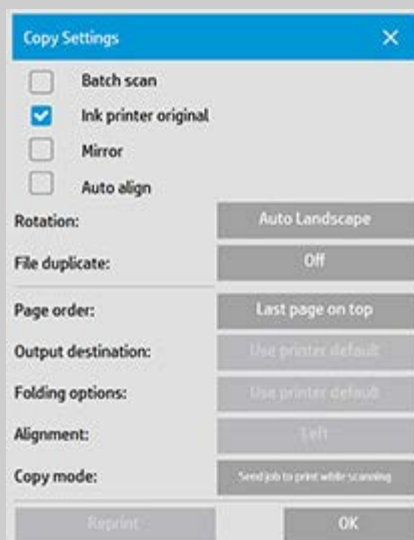 Copy Settings
Batch scan
Ink printer original
Mirror
Auto align
Rotation: Auto Landscape
File duplicate: Off
Page order: Last page on top
Output destination: Use printer default
Folding options: Use printer default
Alignment: Left
Copy mode: Send job to print while scanning
Reprint OK